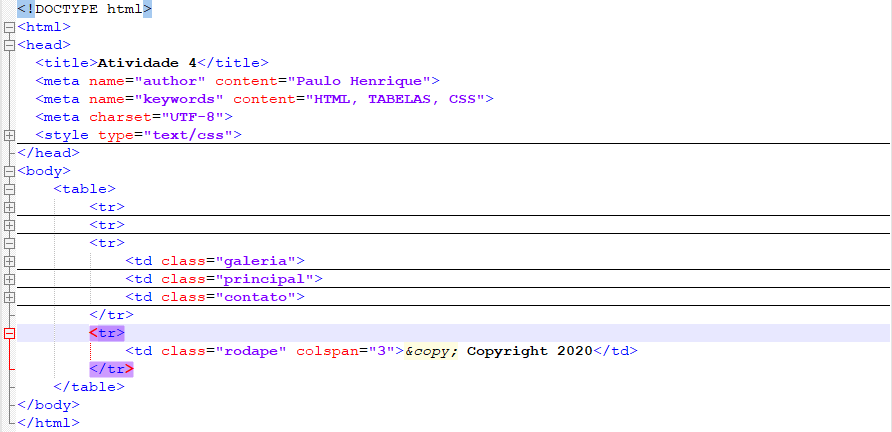 <!DOCTYPE html>
<html>
<head>
<title>Atividade 4</title>
<meta name="author" content="Paulo Henrique">
<meta name="keywords" content="HTML, TABELAS, CSS">
<meta charset="UTF-8">
<style type="text/css">
</head>
<body>
<table>
<tr>
<tr>
<tr>
<td class="galeria">
<td class="principal">
<td class="contato">
</tr>
<tr>
<td class="rodape" colspan="3">&copy; Copyright 2020</td>
</tr>
</table>
</body>
</html>